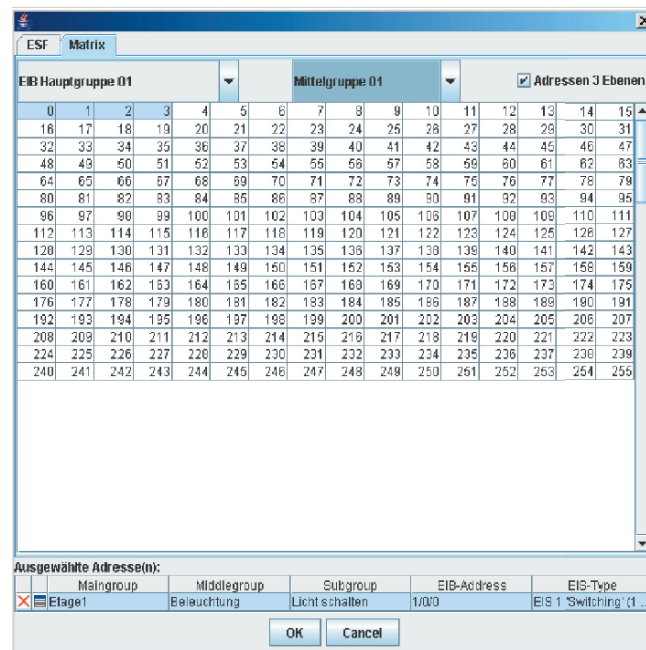 ESF Matrix
EIB Hauptgruppe 01 Mittelgruppe 01 Adressen 3 Ebenen
0 1 2 3 4 5 6 7 8 9 10 11 12 13 14 15
16 17 18 19 20 21 22 23 24 25 26 27 28 29 30 31
32 33 34 35 36 37 38 39 40 41 42 43 44 45 46 47
48 49 50 51 52 53 54 55 56 57 58 59 60 61 62 63
64 65 66 67 68 69 70 71 72 73 74 75 76 77 78 79
80 81 82 83 84 85 86 87 88 89 90 91 92 93 94 95
96 97 98 99 100 101 102 103 104 105 106 107 108 109 110 111
112 113 114 115 116 117 118 119 120 121 122 123 124 125 126 127
128 129 130 131 132 133 134 135 136 137 138 139 140 141 142 143
144 145 146 147 148 149 150 151 152 153 154 155 156 157 158 159
160 161 162 163 164 165 166 167 168 169 170 171 172 173 174 175
176 177 178 179 180 181 182 183 184 185 186 187 188 189 190 191
192 193 194 195 196 197 198 199 200 201 202 203 204 205 206 207
208 209 210 211 212 213 214 215 216 217 218 219 220 221 222 223
224 225 226 227 228 229 230 231 232 233 234 235 236 237 238 239
240 241 242 243 244 245 246 247 248 249 250 251 252 253 254 255
Ausgewählte Adresse(n):
Maingroup Middlegroup Subgroup EIB-Address EIS-Type
Etage1 Beleuchtung Licht schalten 1/0/0 EIS 1 'Switching' (1 ...
OK Cancel